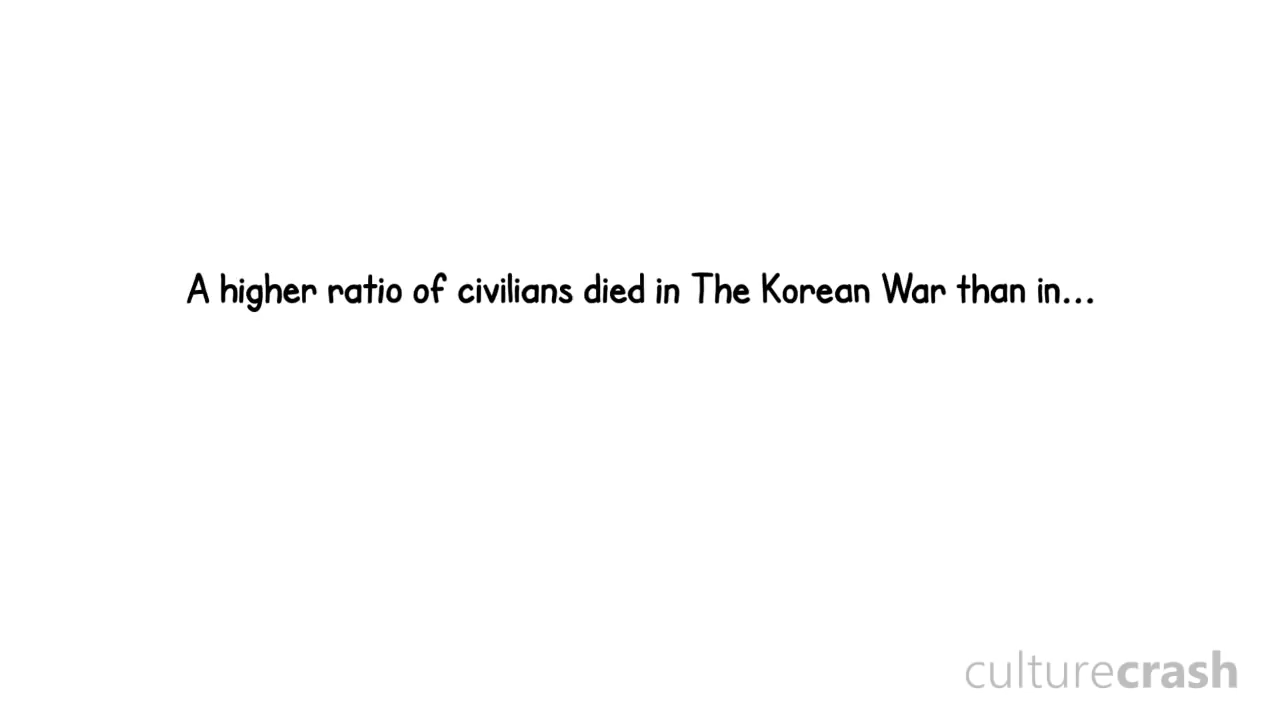 A higher ratio of civilians died in The Korean War than in...
culturecrash